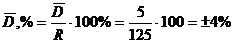 D̅,% = D̅/R · 100% = 5/125 · 100 = ±4%